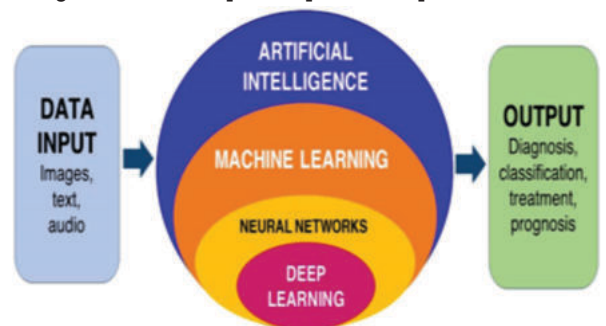 DATA
INPUT
Images,
text,
audio
ARTIFICIAL
INTELLIGENCE
MACHINE LEARNING
NEURAL NETWORKS
DEEP
LEARNING
OUTPUT
Diagnosis,
classification,
treatment,
prognosis